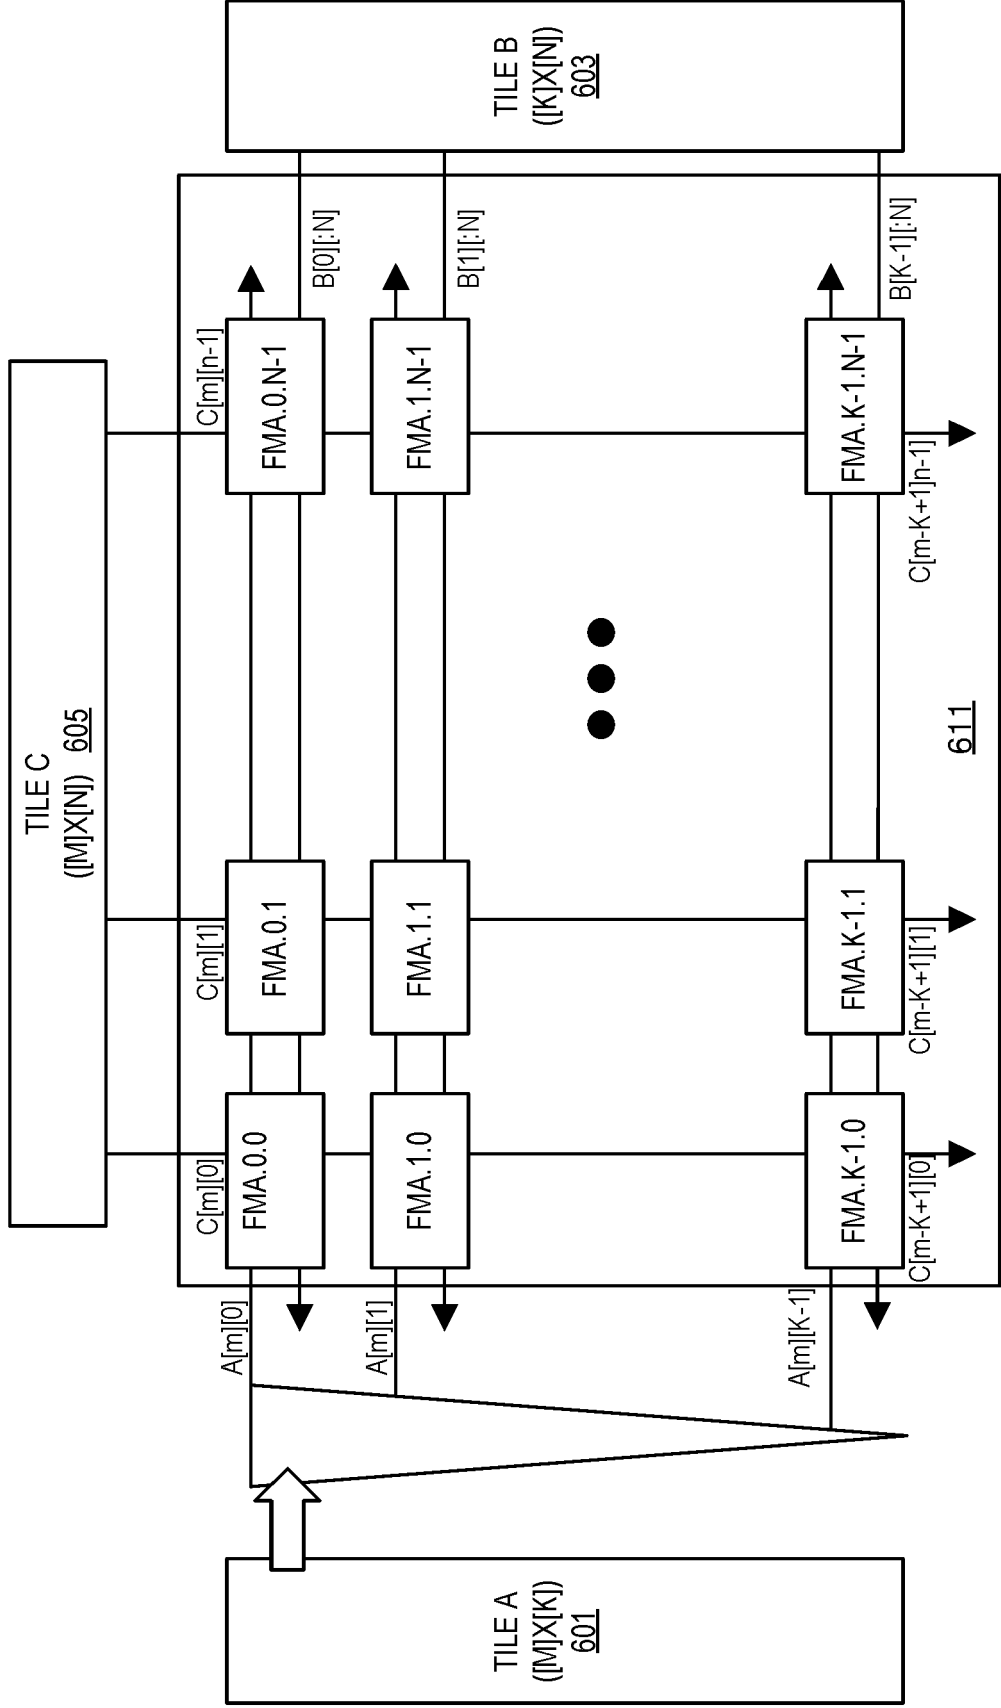 TILE C
([M]X[N]) 605
C[m][0]
C[m][1]
C[m][n-1]
A[m][0]
FMA.0.0
FMA.0.1
FMA.0.N-1
B[0][:N]
A[m][1]
FMA.1.0
FMA.1.1
FMA.1.N-1
B[1][:N]
TILE A
([M]X[K])
601
TILE B
([K]X[N])
603
A[m][K-1]
FMA.K-1.0
FMA.K-1.1
FMA.K-1.N-1
B[K-1][:N]
C[m-K+1][0]
C[m-K+1][1]
C[m-K+1]n-1]
611